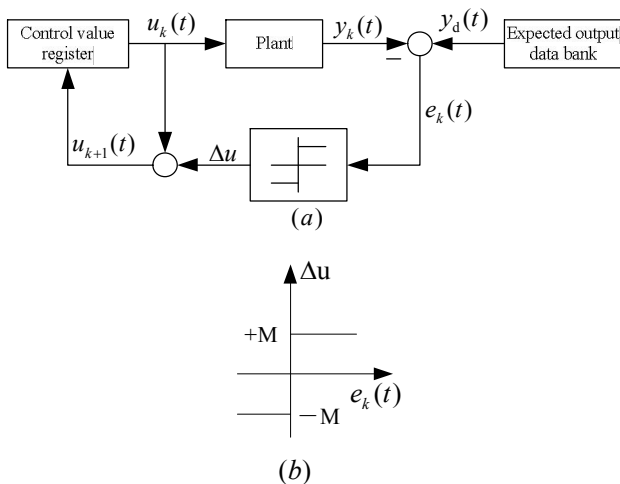 Control value
register
u_k(t)
Plant
y_k(t)
−
y_d(t)
Expected output
data bank
e_k(t)
u_{k+1}(t)
Δu
(a)
Δu
+M
e_k(t)
−M
(b)